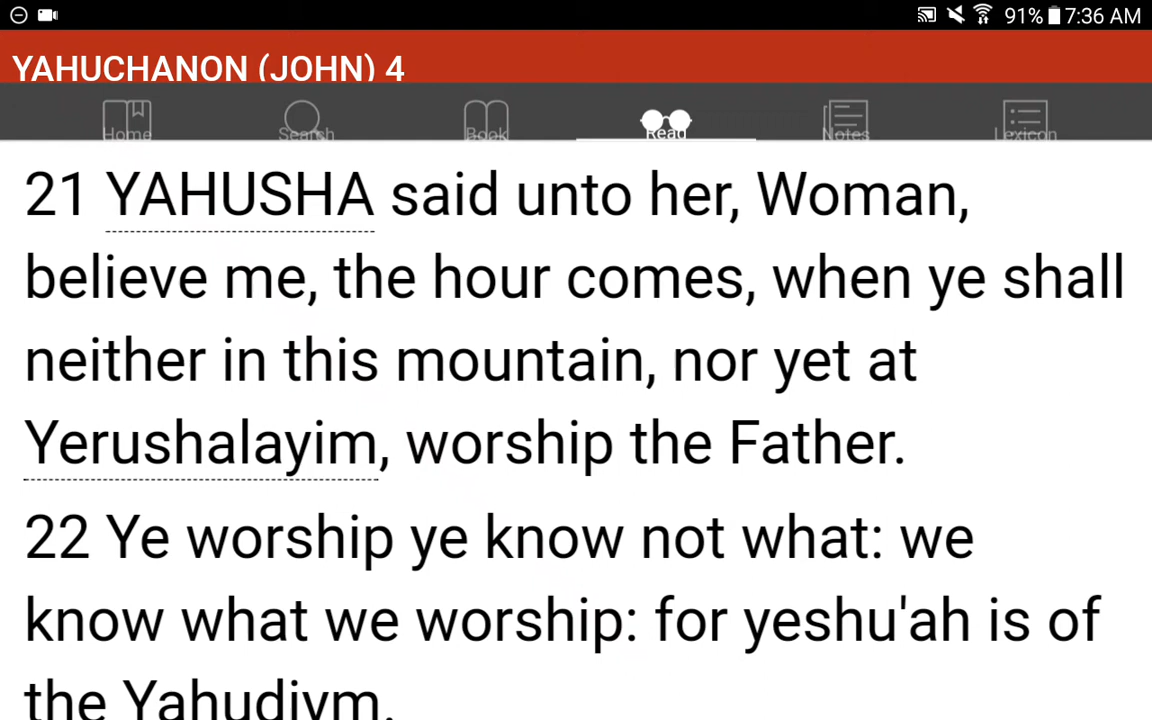 91% 7:36 AM
YAHUCHANON (JOHN) 4
Home Search Book Read Notes Lexicon
21 YAHUSHA said unto her, Woman,
believe me, the hour comes, when ye shall
neither in this mountain, nor yet at
Yerushalayim, worship the Father.
22 Ye worship ye know not what: we
know what we worship: for yeshu'ah is of
the Yahudiym.